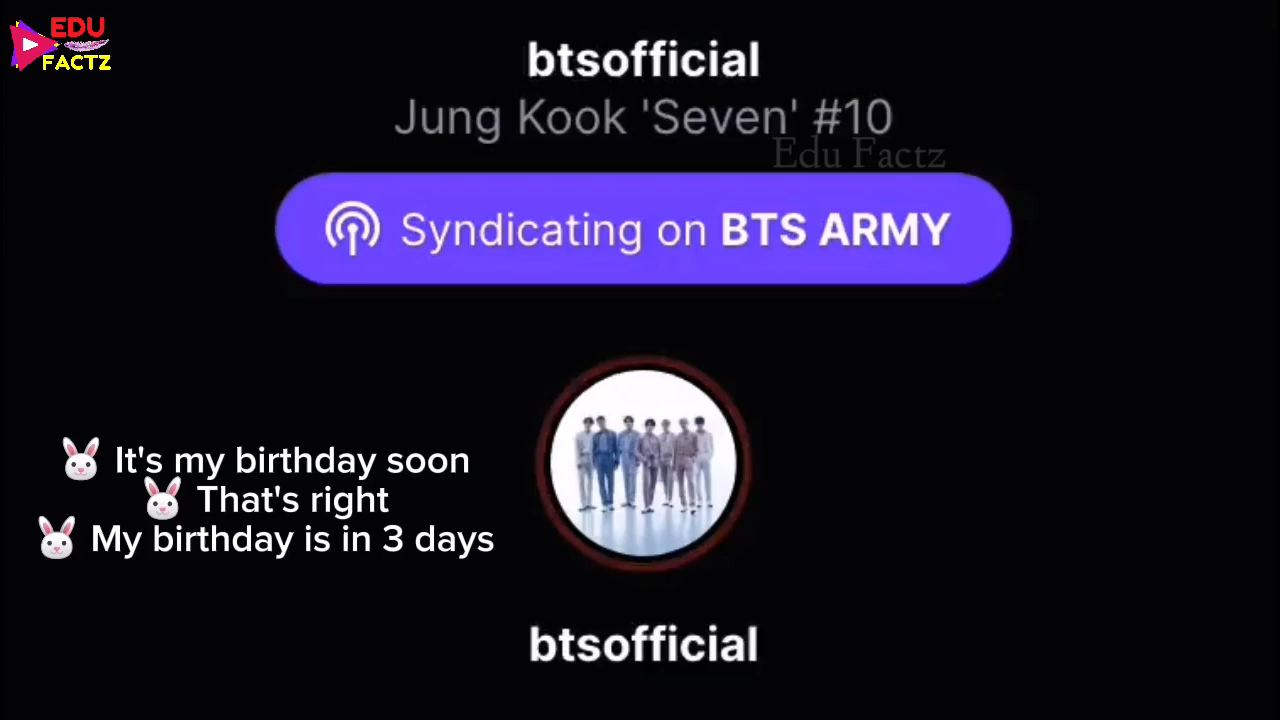 EDU
FACTZ
btsofficial
Jung Kook 'Seven' #10
Edu Factz
Syndicating on BTS ARMY
🐰 It's my birthday soon
🐰 That's right
🐰 My birthday is in 3 days
btsofficial